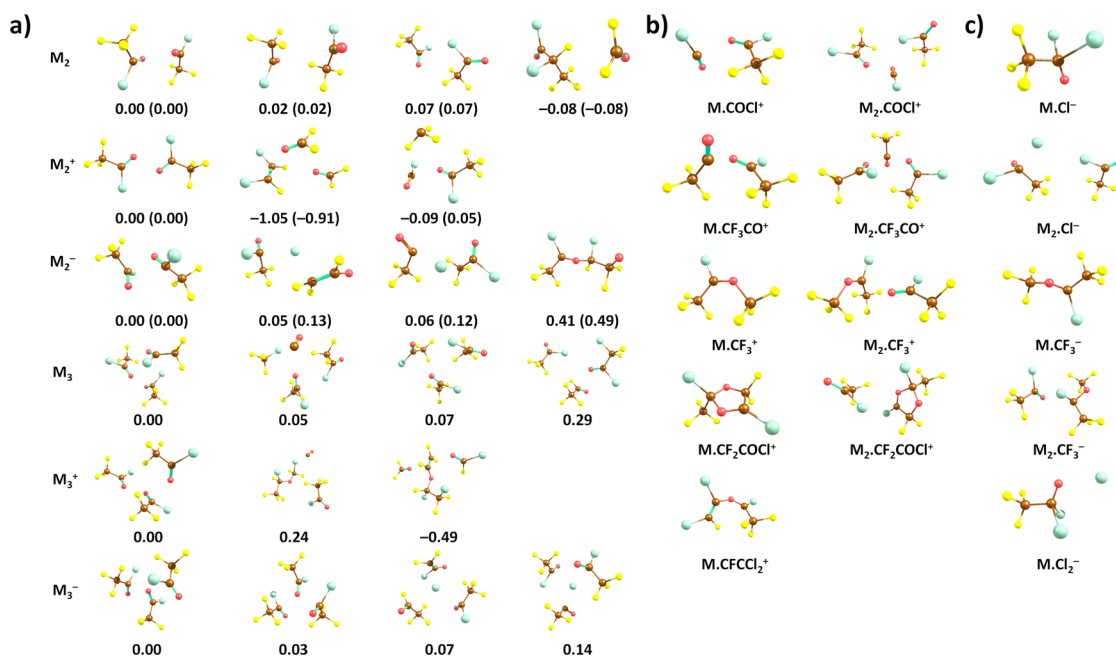 a)
M₂
0.00 (0.00) 0.02 (0.02) 0.07 (0.07) −0.08 (−0.08)
M₂⁺
0.00 (0.00) −1.05 (−0.91) −0.09 (0.05)
M₂⁻
0.00 (0.00) 0.05 (0.13) 0.06 (0.12) 0.41 (0.49)
M₃
0.00 0.05 0.07 0.29
M₃⁺
0.00 0.24 −0.49
M₃⁻
0.00 0.03 0.07 0.14
b)
M.COCl⁺ M₂.COCl⁺
M.CF₃CO⁺ M₂.CF₃CO⁺
M.CF₃⁺ M₂.CF₃⁺
M.CF₂COCl⁺ M₂.CF₂COCl⁺
M.CFCCl₂⁺
c)
M.Cl⁻
M₂.Cl⁻
M.CF₃⁻
M₂.CF₃⁻
M.Cl₂⁻